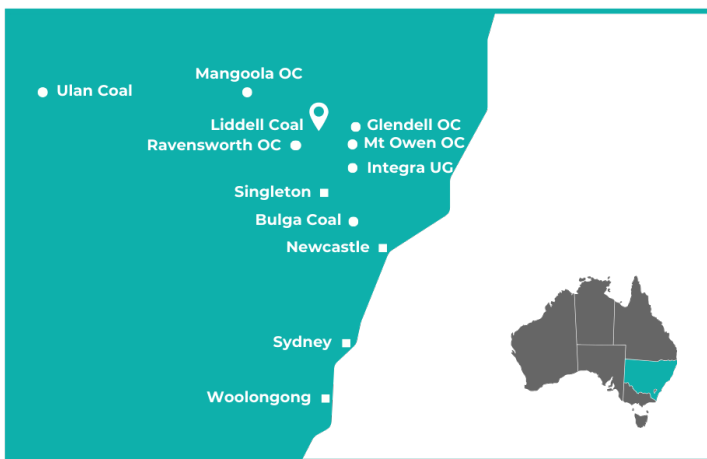 Mangoola OC
Ulan Coal
Liddell Coal
Glendell OC
Ravensworth OC
Mt Owen OC
Integra UG
Singleton
Bulga Coal
Newcastle
Sydney
Woolongong